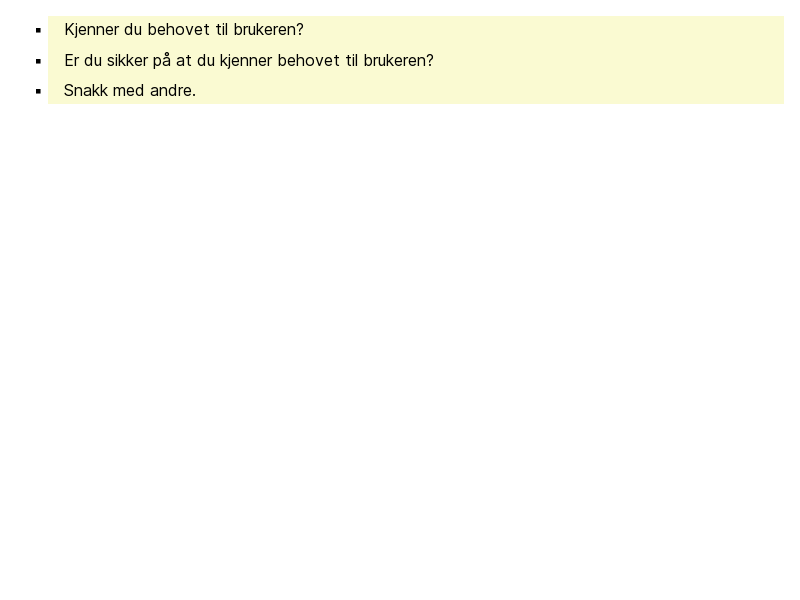 Kjenner du behovet til brukeren?
Er du sikker på at du kjenner behovet til brukeren?
Snakk med andre.